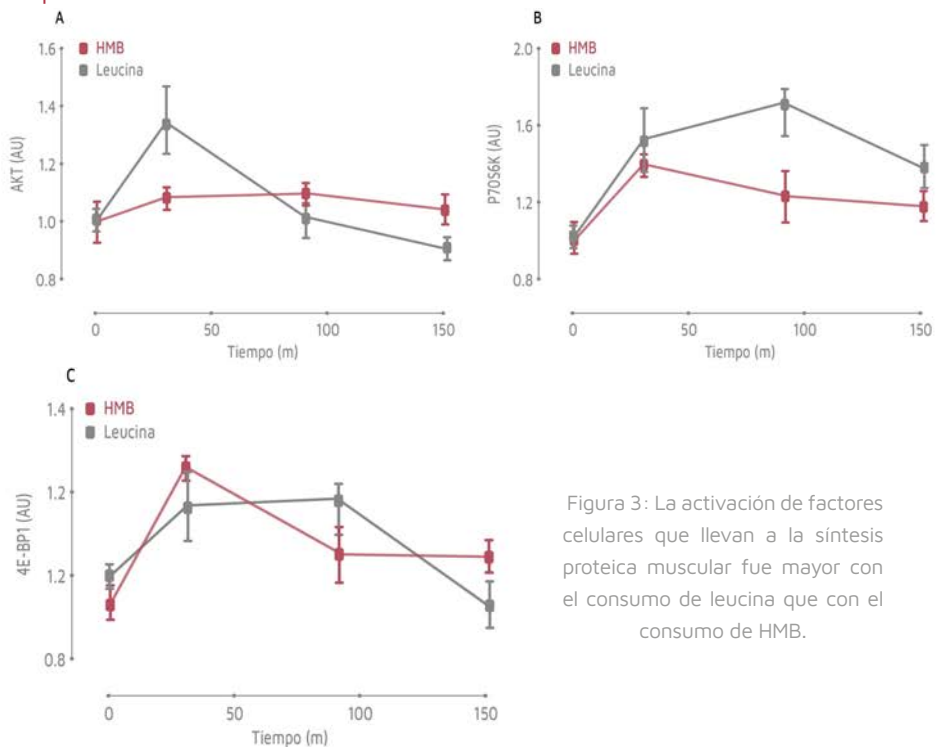 A
1.6
HMB
Leucina
1.4
1.2
1.0
0.8
AKT (AU)
0
50
100
150
Tiempo (m)
B
2.0
HMB
Leucina
1.6
1.2
0.8
P70S6K (AU)
0
50
100
150
Tiempo (m)
C
1.4
HMB
Leucina
1.2
1.2
0.8
4E-BP1 (AU)
0
50
100
150
Tiempo (m)
Figura 3: La activación de factores
celulares que llevan a la síntesis
proteica muscular fue mayor con
el consumo de leucina que con el
consumo de HMB.